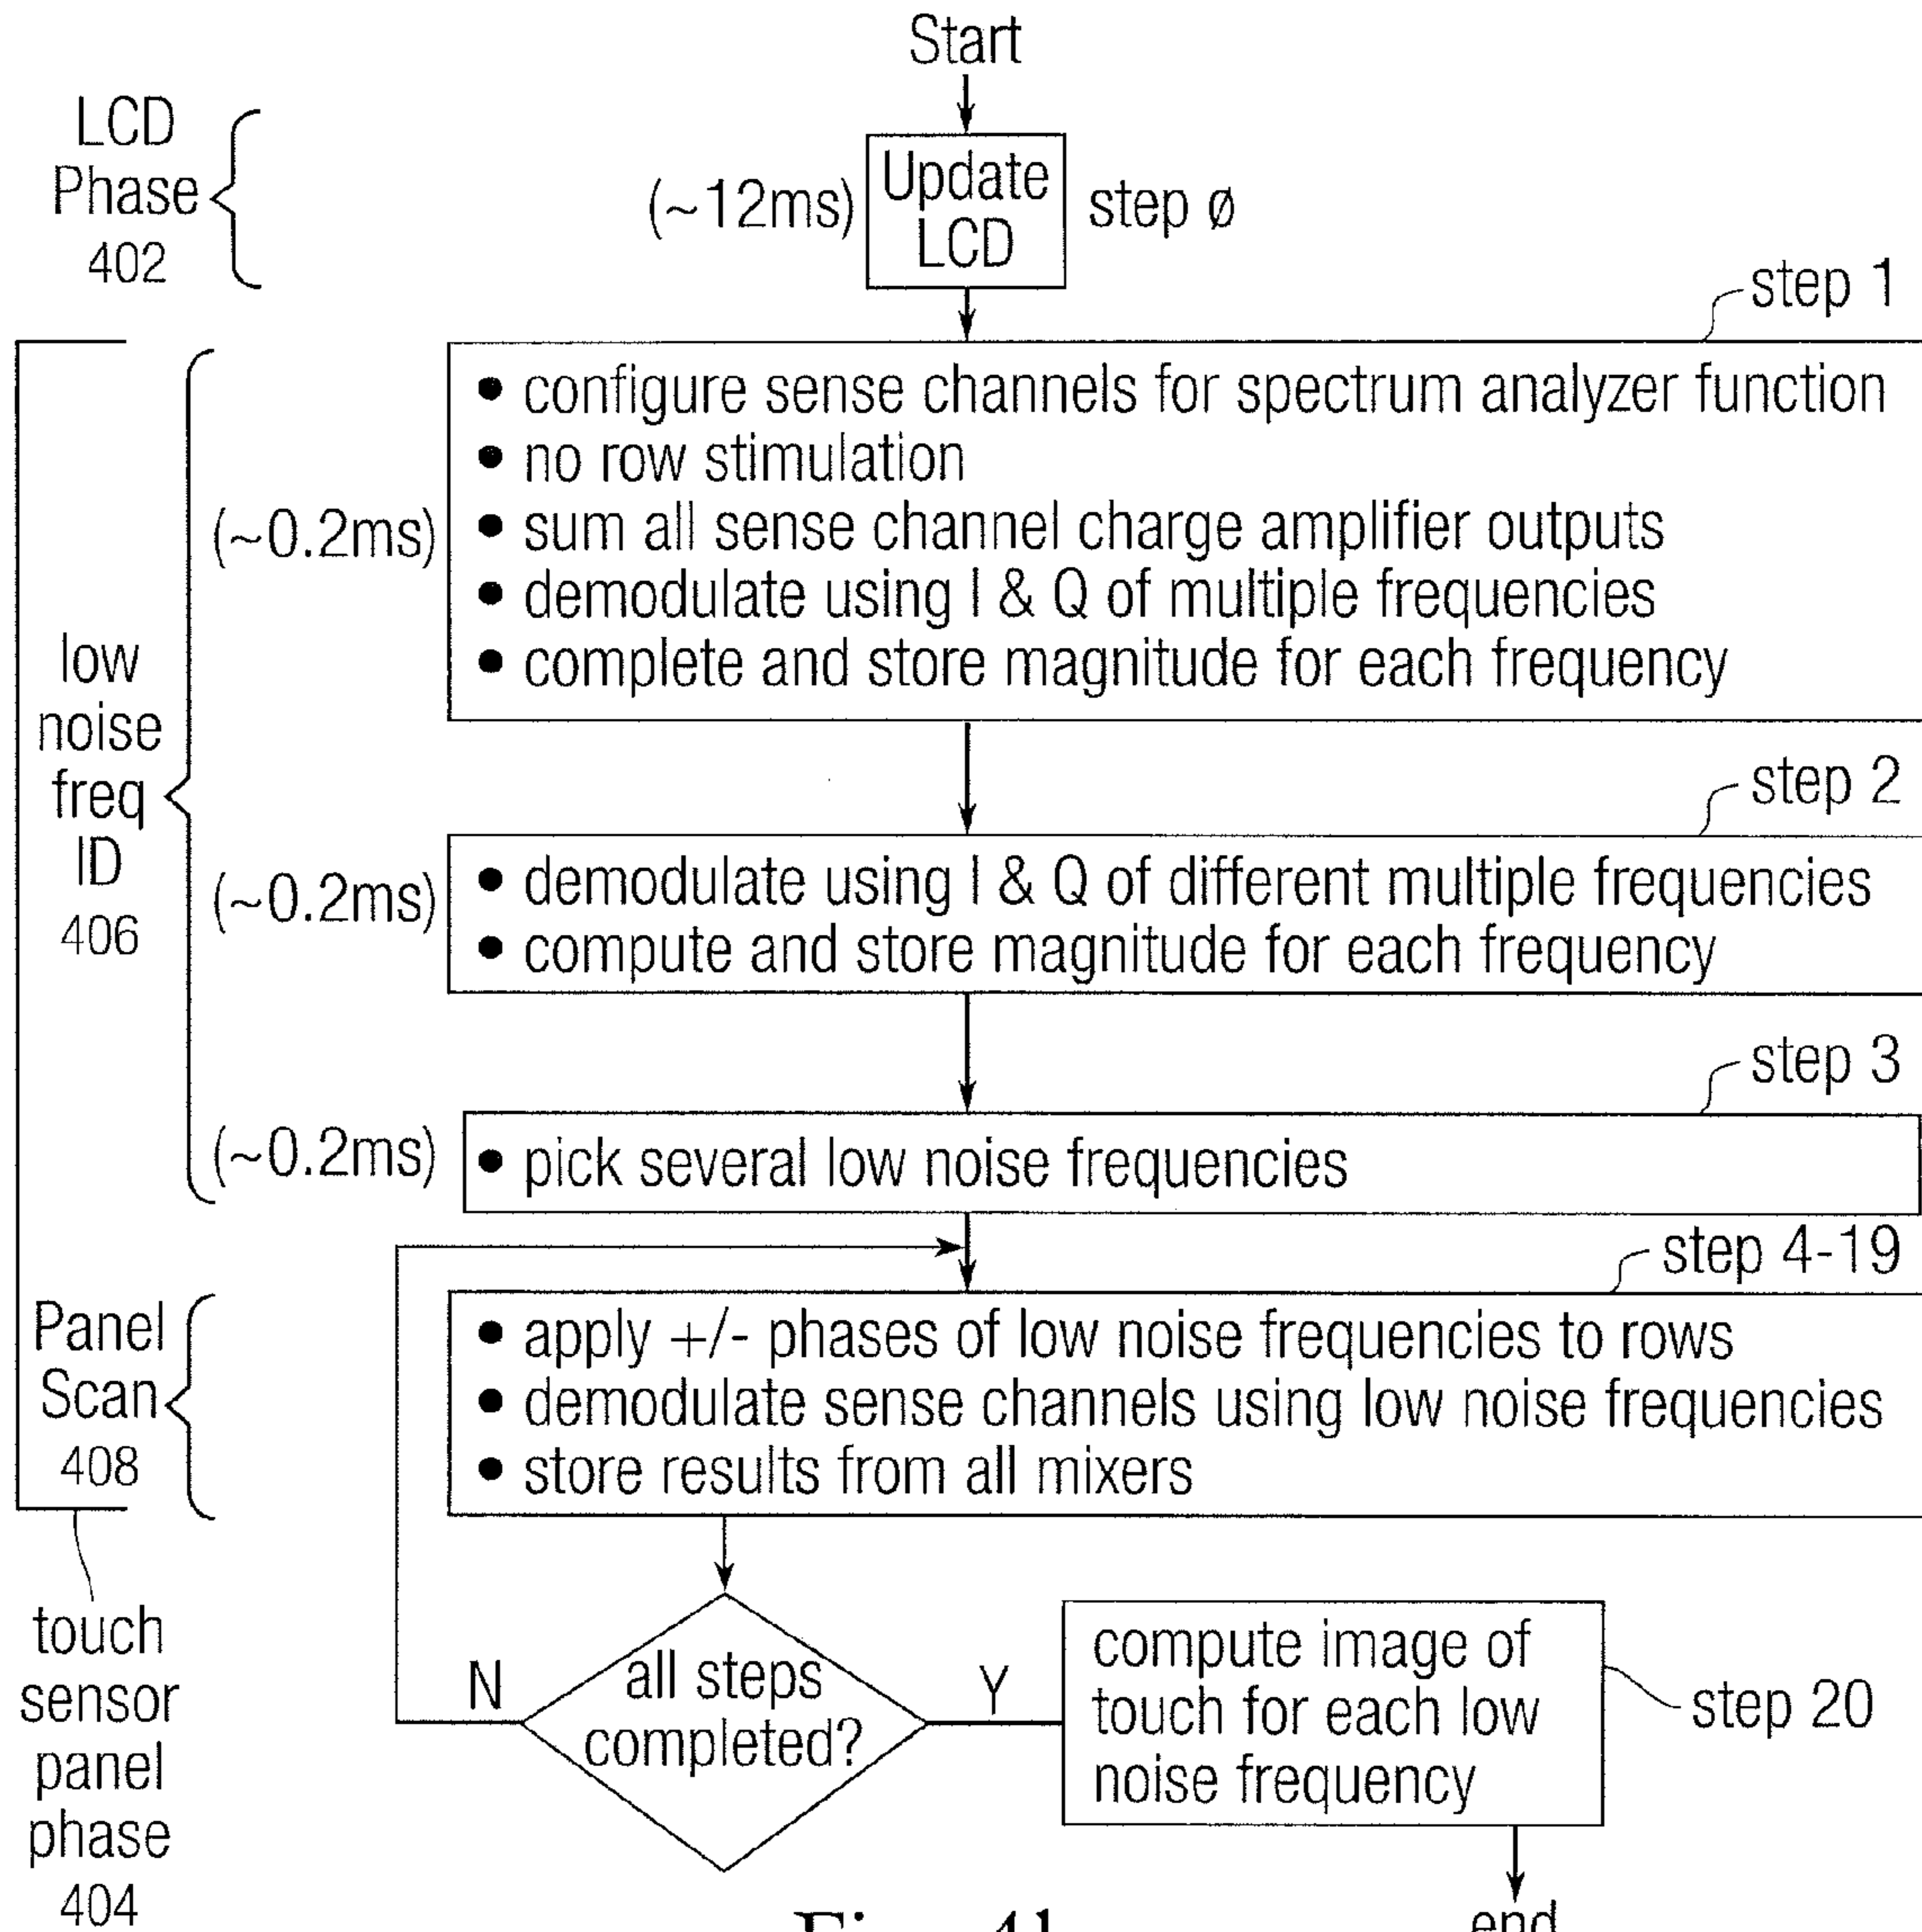 Start
LCD
Phase
402
(~12ms)
Update
LCD
step ø
step 1
• configure sense channels for spectrum analyzer function
• no row stimulation
• sum all sense channel charge amplifier outputs
• demodulate using I & Q of multiple frequencies
• complete and store magnitude for each frequency
(~0.2ms)
low
noise
freq
ID
406
step 2
(~0.2ms)
• demodulate using I & Q of different multiple frequencies
• compute and store magnitude for each frequency
step 3
(~0.2ms)
• pick several low noise frequencies
step 4-19
Panel
Scan
408
• apply +/- phases of low noise frequencies to rows
• demodulate sense channels using low noise frequencies
• store results from all mixers
touch
sensor
panel
phase
404
N
all steps
completed?
Y
compute image of
touch for each low
noise frequency
step 20
end